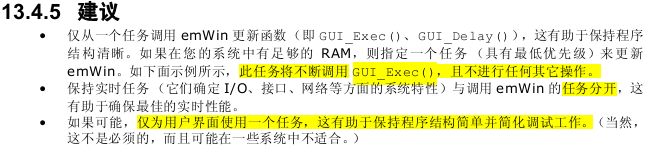 13.4.5 建议
• 仅从一个任务调用 emWin 更新函数（即 GUI_Exec()、GUI_Delay()），这有助于保持程序
结构清晰。如果在您的系统中有足够的 RAM，则指定一个任务（具有最低优先级）来更新
emWin。如下面示例所示，此任务将不断调用 GUI_Exec()，且不进行任何其它操作。
• 保持实时任务（它们确定 I/O、接口、网络等方面的系统特性）与调用 emWin 的任务分开，这
有助于确保最佳的实时性能。
• 如果可能，仅为用户界面使用一个任务，这有助于保持程序结构简单并简化调试工作。（当然，
这不是必须的，而且可能在一些系统中不适合。）